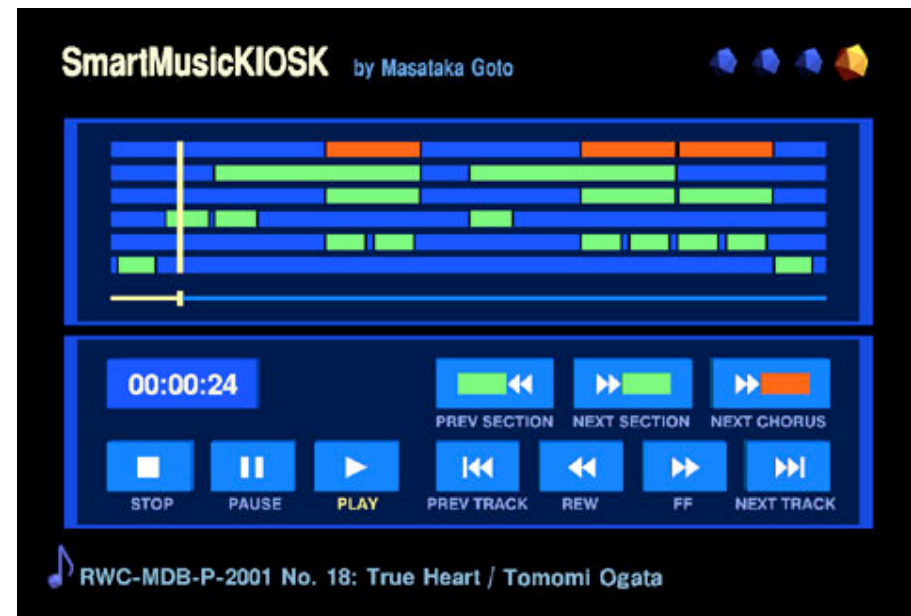 SmartMusicKIOSK by Masataka Goto
00:00:24
PREV SECTION NEXT SECTION NEXT CHORUS
STOP PAUSE PLAY PREV TRACK REW FF NEXT TRACK
RWC-MDB-P-2001 No. 18: True Heart / Tomomi Ogata